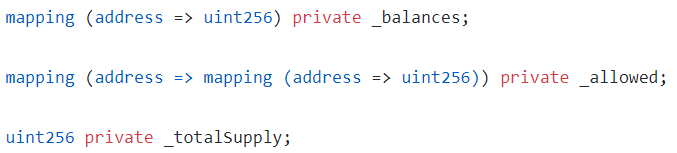 mapping (address => uint256) private _balances;
mapping (address => mapping (address => uint256)) private _allowed;
uint256 private _totalSupply;